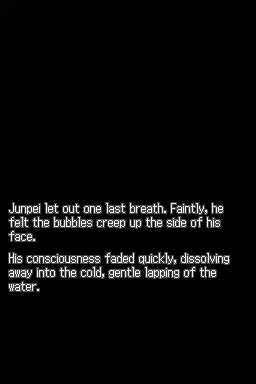 Junpei let out one last breath. Faintly, he
felt the bubbles creep up the side of his
face.
His consciousness faded quickly, dissolving
away into the cold, gentle lapping of the
water.